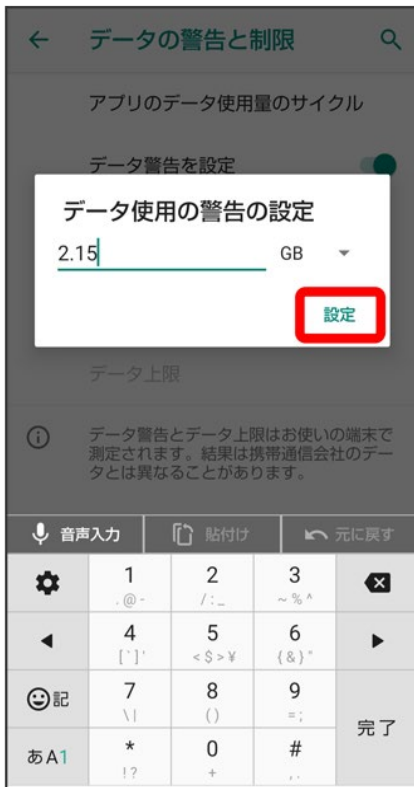 データの警告と制限
アプリのデータ使用量のサイクル
データ警告を設定
データ使用の警告の設定
2.15 GB
設定
データ上限
データ警告とデータ上限はお使いの端末で
測定されます。結果は携帯通信会社のデー
タとは異なることがあります。
音声入力 貼付け 元に戻す
1 2 3
.@- /:_ ~%^
4 5 6
[`]' <$>¥ {&}"
記 7 8 9
\| () =;
完了
あA1 * 0 #
!? + ,.